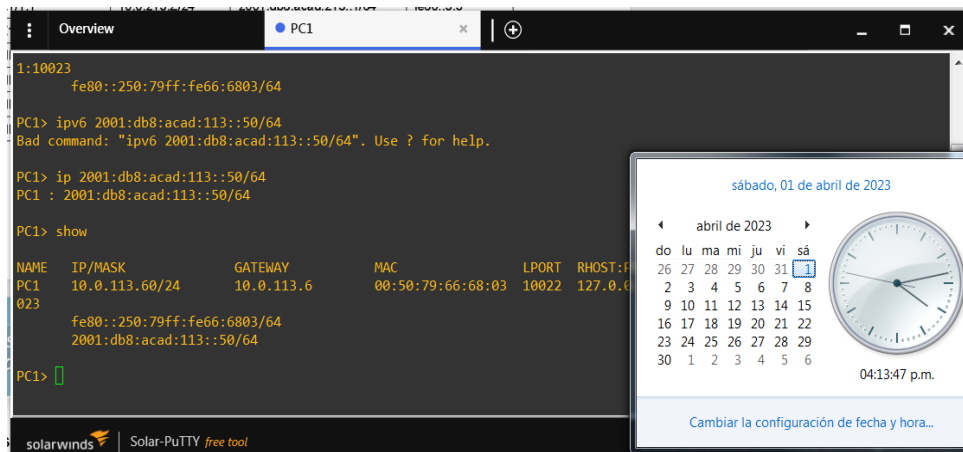 Overview
PC1
1:10023
fe80::250:79ff:fe66:6803/64
PC1> ipv6 2001:db8:acad:113::50/64
Bad command: "ipv6 2001:db8:acad:113::50/64". Use ? for help.
PC1> ip 2001:db8:acad:113::50/64
PC1 : 2001:db8:acad:113::50/64
PC1> show
NAME IP/MASK GATEWAY MAC LPORT RHOST:
PC1 10.0.113.60/24 10.0.113.6 00:50:79:66:68:03 10022 127.0.0
023
fe80::250:79ff:fe66:6803/64
2001:db8:acad:113::50/64
PC1>
solarwinds Solar-PuTTY free tool
sábado, 01 de abril de 2023
abril de 2023
do lu ma mi ju vi sá
26 27 28 29 30 31 1
2 3 4 5 6 7 8
9 10 11 12 13 14 15
16 17 18 19 20 21 22
23 24 25 26 27 28 29
30 1 2 3 4 5 6
04:13:47 p.m.
Cambiar la configuración de fecha y hora...